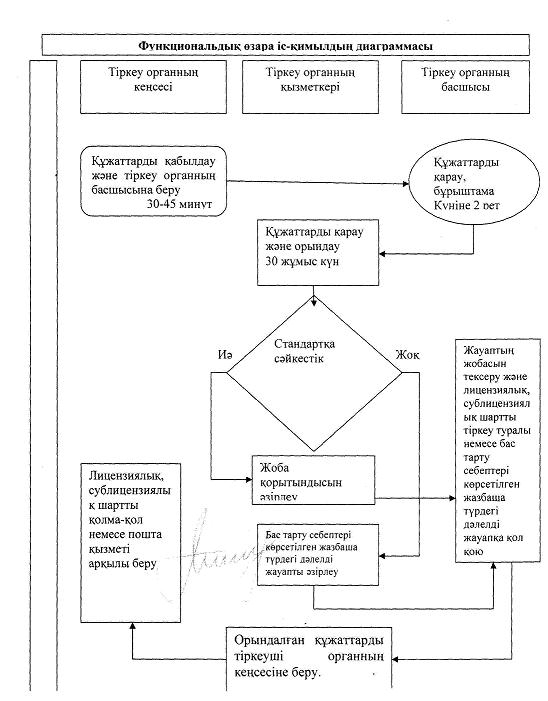 Функциональдық өзара іс-қимылдың диаграммасы
Тіркеу органның
кеңсесі
Тіркеу органның
қызметкері
Тіркеу органның
басшысы
Құжаттарды қабылдау
және тіркеу органның
басшысына беру
30-45 минут
Құжаттарды
қарау,
бұрыштама
Күніне 2 рет
Құжаттарды қарау
және орындау
30 жұмыс күн
Стандартқа
сәйкестік
Иә
Жоқ
Жауаптың
жобасын
тексеру және
лицензиялық,
сублицензиял
ық шартты
тіркеу туралы
немесе бас
тарту
себептері
көрсетілген
жазбаша
түрдегі
дәлелді
жауапқа қол
қою
Жоба
қорытындысын
әзірлеу
Лицензиялық,
сублицензиялы
қ шартты
қолма-қол
немесе пошта
қызметі
арқылы беру
Бас тарту себептері
көрсетілген жазбаша
түрдегі дәлелді
жауапты әзірлеу
Орындалған құжаттарды
тіркеуші органның
кеңсесіне беру.